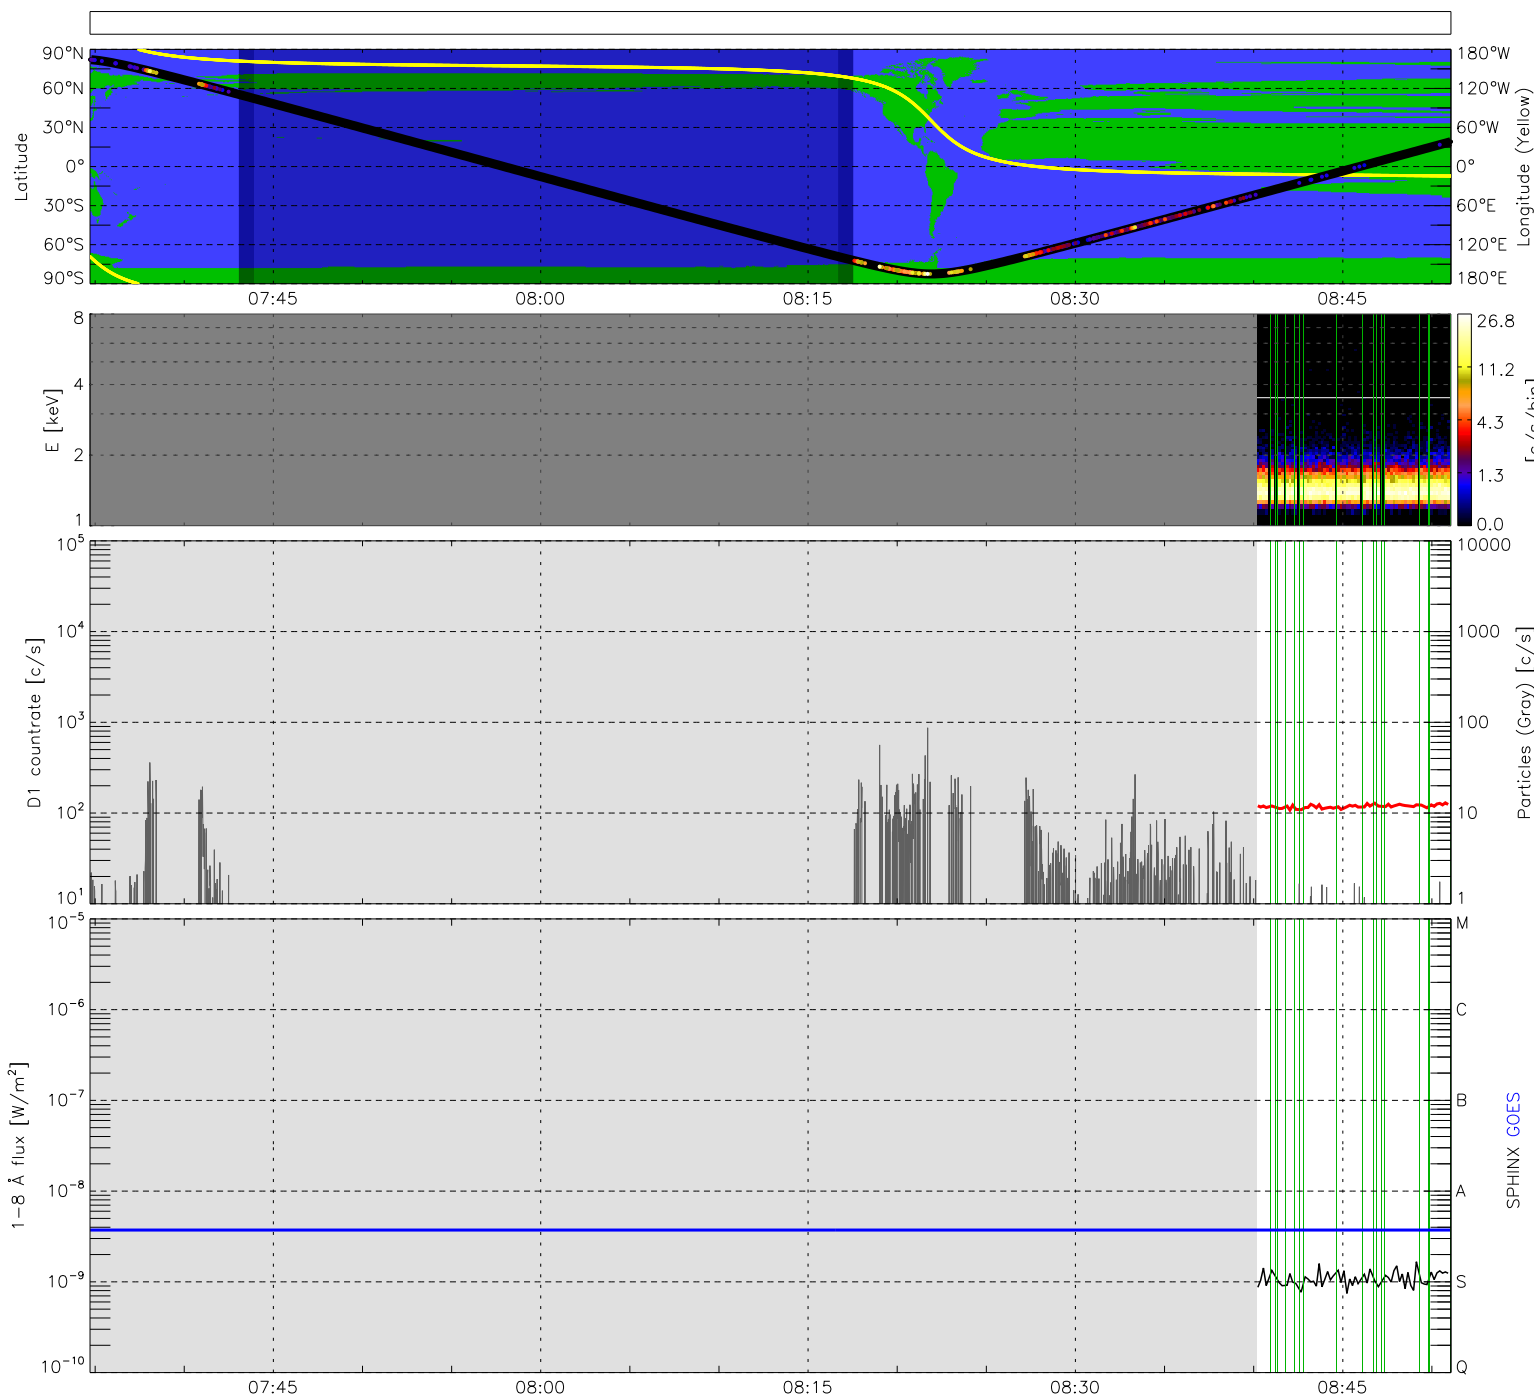 90°N 180°W
60°N 120°W
30°N 60°W
0° 0°
30°S 60°E
60°S 120°E
90°S 180°E
Latitude
Longitude (Yellow)
07:45 08:00 08:15 08:30 08:45
8
4
2
1
E [keV]
26.8
11.2
4.3
1.3
0.0
[c/s/bin]
10⁵ 10000
10⁴ 1000
10³ 100
10² 10
10¹ 1
D1 countrate [c/s]
Particles (Gray) [c/s]
10⁻⁵ M
10⁻⁶ C
10⁻⁷ B
10⁻⁸ A
10⁻⁹ S
10⁻¹⁰ Q
1–8 Å flux [W/m²]
SPHINX GOES
07:45 08:00 08:15 08:30 08:45